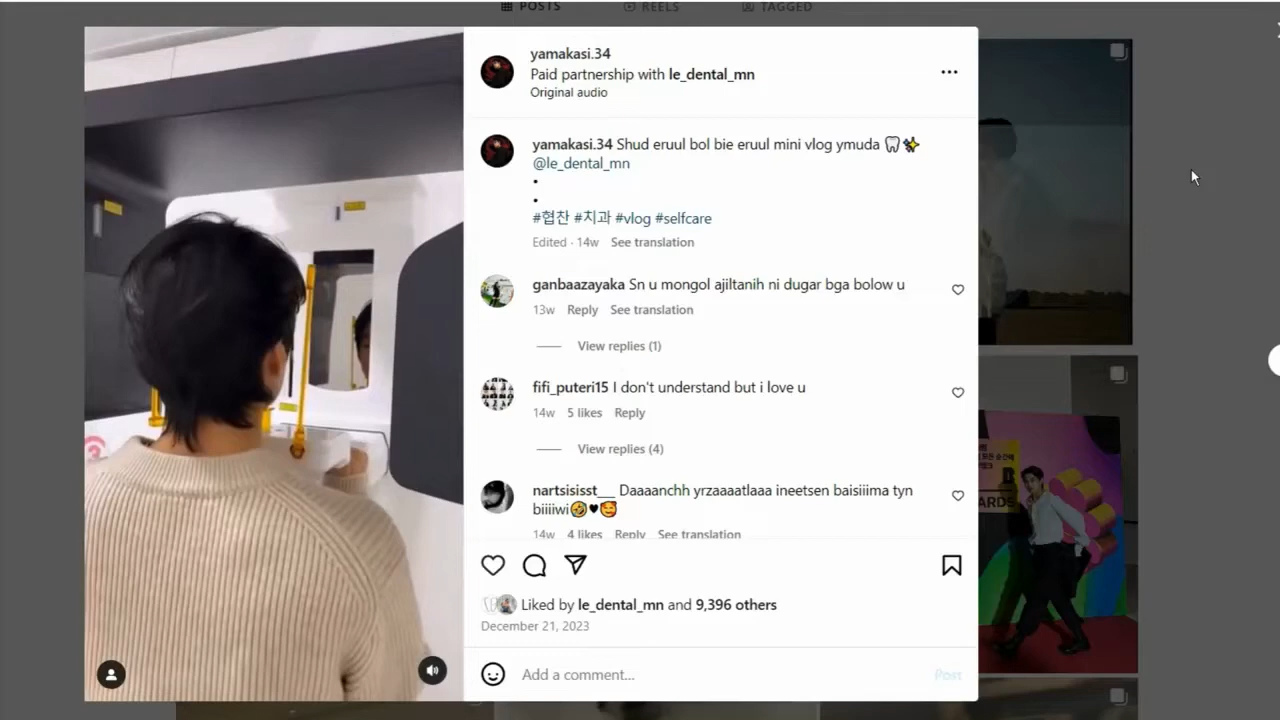 POSTS
REELS
TAGGED
yamakasi.34
Paid partnership with le_dental_mn
Original audio
yamakasi.34 Shud eruul bol bie eruul mini vlog ymuda 🦷✨
@le_dental_mn
•
•
#협찬 #치과 #vlog #selfcare
Edited · 14w See translation
ganbaazayaka Sn u mongol ajiltanih ni dugar bga bolow u
13w Reply See translation
View replies (1)
fifi_puteri15 I don't understand but i love u
14w 5 likes Reply
View replies (4)
nartsisisst___ Daaaanchh yrzaaaatlaaa ineetsen baisiiima tyn
biiiiwi🤣♥🥰
14w 4 likes Reply See translation
Liked by le_dental_mn and 9,396 others
December 21, 2023
Add a comment...
Post
3
ARDS